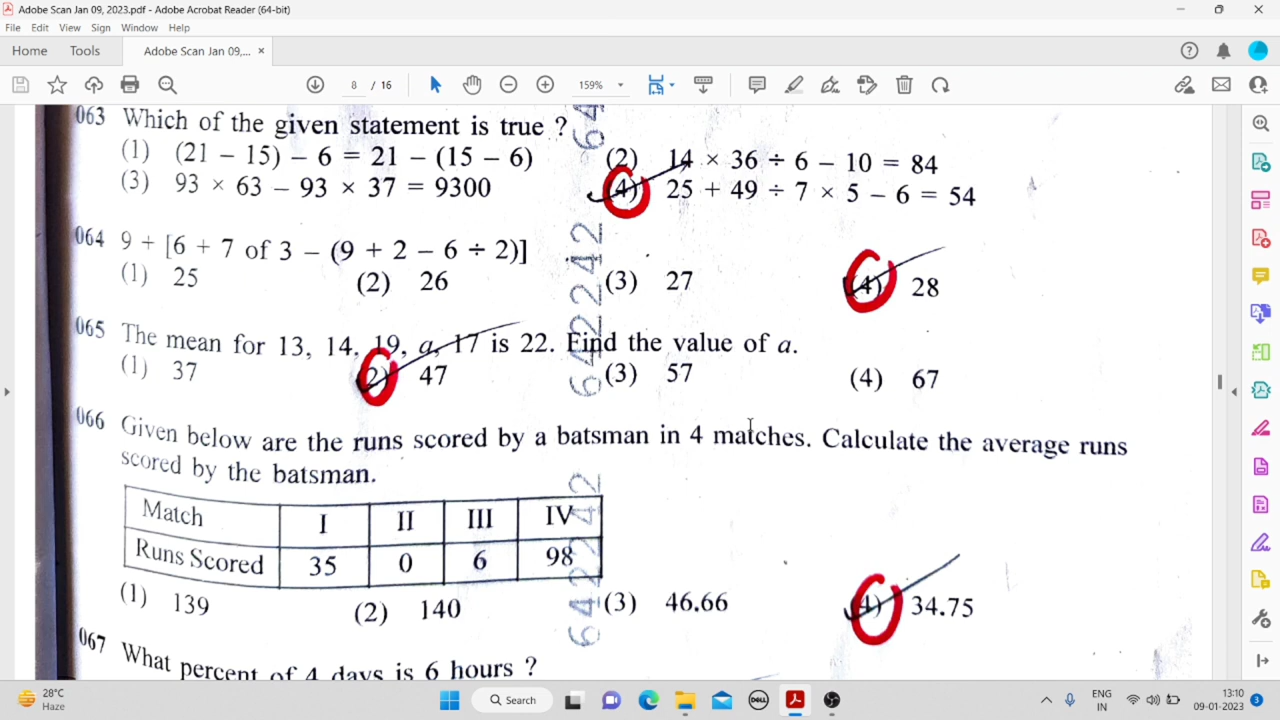 Adobe Scan Jan 09, 2023.pdf - Adobe Acrobat Reader (64-bit)
File Edit View Sign Window Help
Home Tools Adobe Scan Jan 09,... ×
8 / 16 159%
063 Which of the given statement is true ?
(1) (21 − 15) − 6 = 21 − (15 − 6) (2) 14 × 36 ÷ 6 − 10 = 84
(3) 93 × 63 − 93 × 37 = 9300 (4) 25 + 49 ÷ 7 × 5 − 6 = 54
064 9 + [6 + 7 of 3 − (9 + 2 − 6 ÷ 2)]
(1) 25 (2) 26 (3) 27 (4) 28
065 The mean for 13, 14, 19, a, 17 is 22. Find the value of a.
(1) 37 (2) 47 (3) 57 (4) 67
066 Given below are the runs scored by a batsman in 4 matches. Calculate the average runs
scored by the batsman.
Match I II III IV
Runs Scored 35 0 6 98
(1) 139 (2) 140 (3) 46.66 (4) 34.75
067 What percent of 4 days is 6 hours ?
64
642242
642242
28°C
Haze
Search
DELL
ENG
IN
13:10
09-01-2023
3